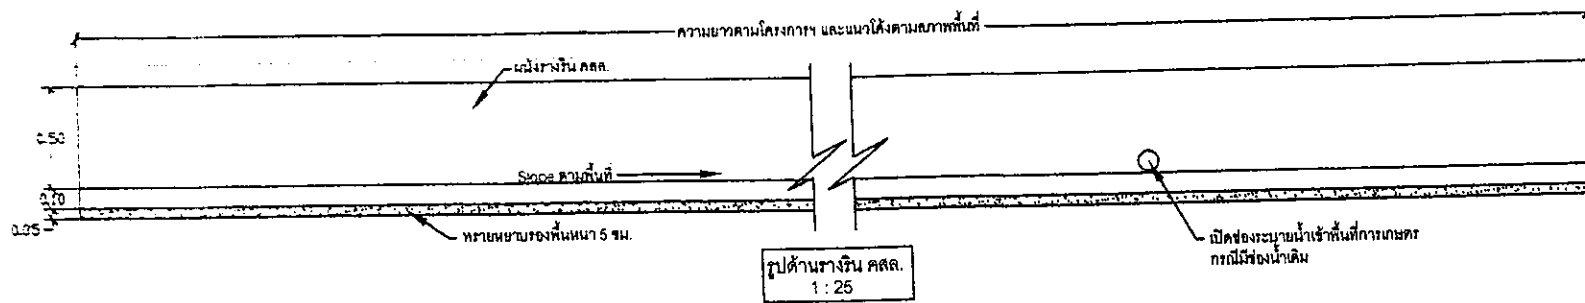 ความยาวตามโครงการฯ และแนวโค้งตามสภาพพื้นที่
ผนังรางริน คสล.
0.50
Slope ตามพื้นที่
0.10
0.05
ทรายหยาบรองพื้นหนา 5 ซม.
เปิดช่องระบายน้ำเข้าพื้นที่การเกษตร
กรณีมีช่องน้ำเดิม
รูปด้านรางริน คสล.
1 : 25